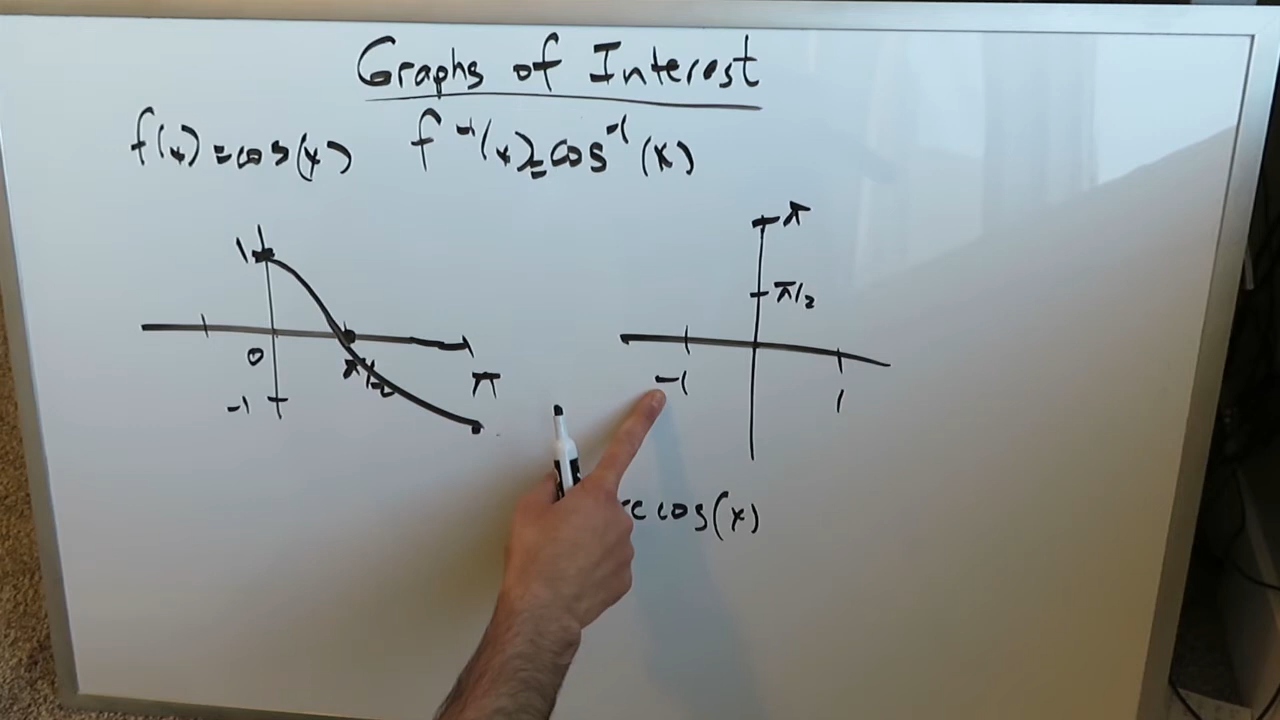 Graphs of Interest
f(x)=cos(x) f⁻¹(x)=cos⁻¹(x)
1
0
π/2
π
-1
π
π/2
-1
1
cos(x)